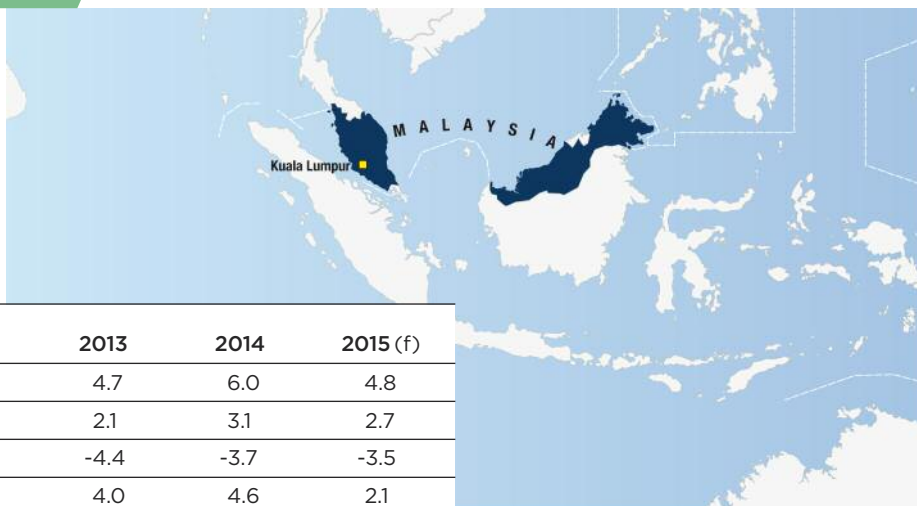 MALAYSIA
Kuala Lumpur
2013 2014 2015 (f)
4.7 6.0 4.8
2.1 3.1 2.7
-4.4 -3.7 -3.5
4.0 4.6 2.1